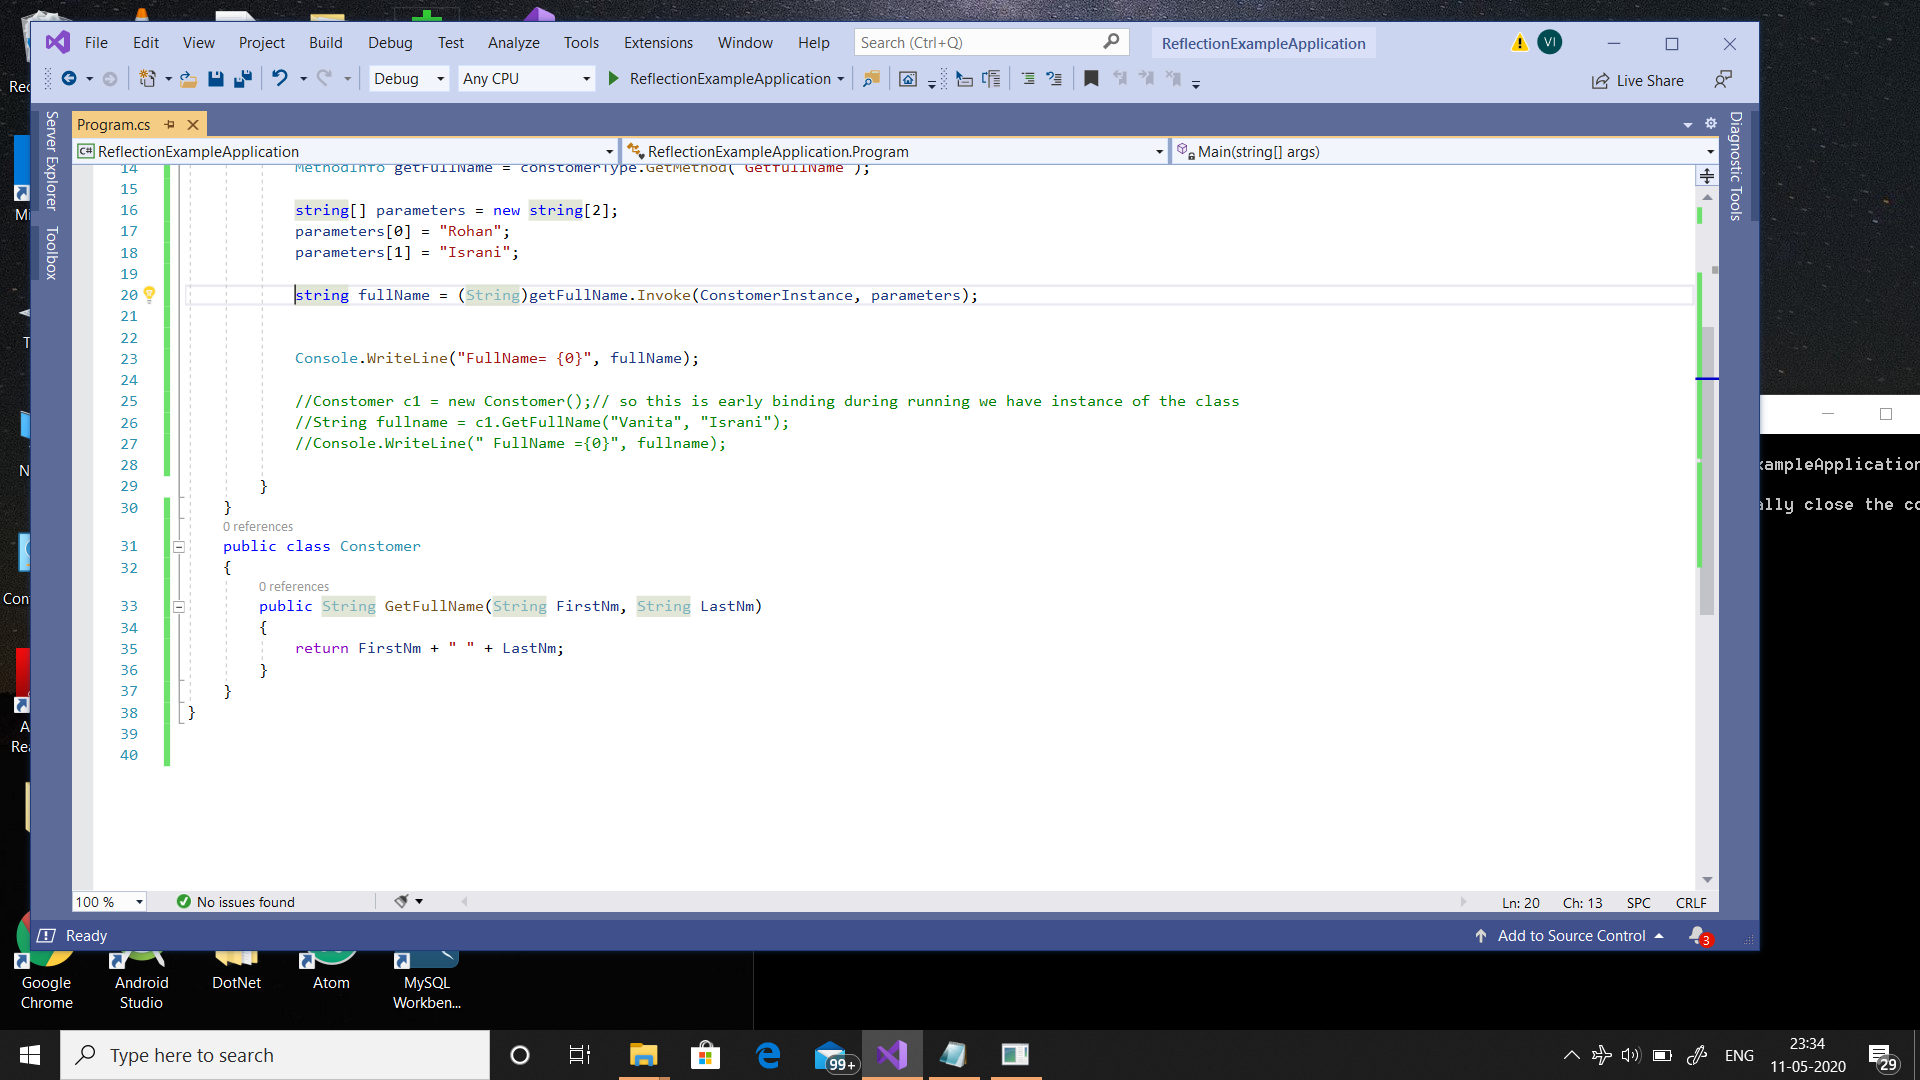 File Edit View Project Build Debug Test Analyze Tools Extensions Window Help Search (Ctrl+Q) ReflectionExampleApplication VI
Debug Any CPU ReflectionExampleApplication Live Share
Server Explorer
Toolbox
Diagnostic Tools
Program.cs
C# ReflectionExampleApplication ReflectionExampleApplication.Program Main(string[] args)
14 MethodInfo getFullName = constomerType.GetMethod("GetfullName");
15
16 string[] parameters = new string[2];
17 parameters[0] = "Rohan";
18 parameters[1] = "Israni";
19
20 string fullName = (String)getFullName.Invoke(ConstomerInstance, parameters);
21
22
23 Console.WriteLine("FullName= {0}", fullName);
24
25 //Constomer c1 = new Constomer();// so this is early binding during running we have instance of the class
26 //String fullname = c1.GetFullName("Vanita", "Israni");
27 //Console.WriteLine(" FullName ={0}", fullname);
28
29 }
30 }
0 references
31 public class Constomer
32 {
0 references
33 public String GetFullName(String FirstNm, String LastNm)
34 {
35 return FirstNm + " " + LastNm;
36 }
37 }
38 }
39
40
100 % No issues found Ln: 20 Ch: 13 SPC CRLF
Ready Add to Source Control 3
ampleApplication
ally close the co
Google Chrome
Android Studio
DotNet
Atom
MySQL Workben...
Type here to search 99+ ENG 23:34
11-05-2020 29